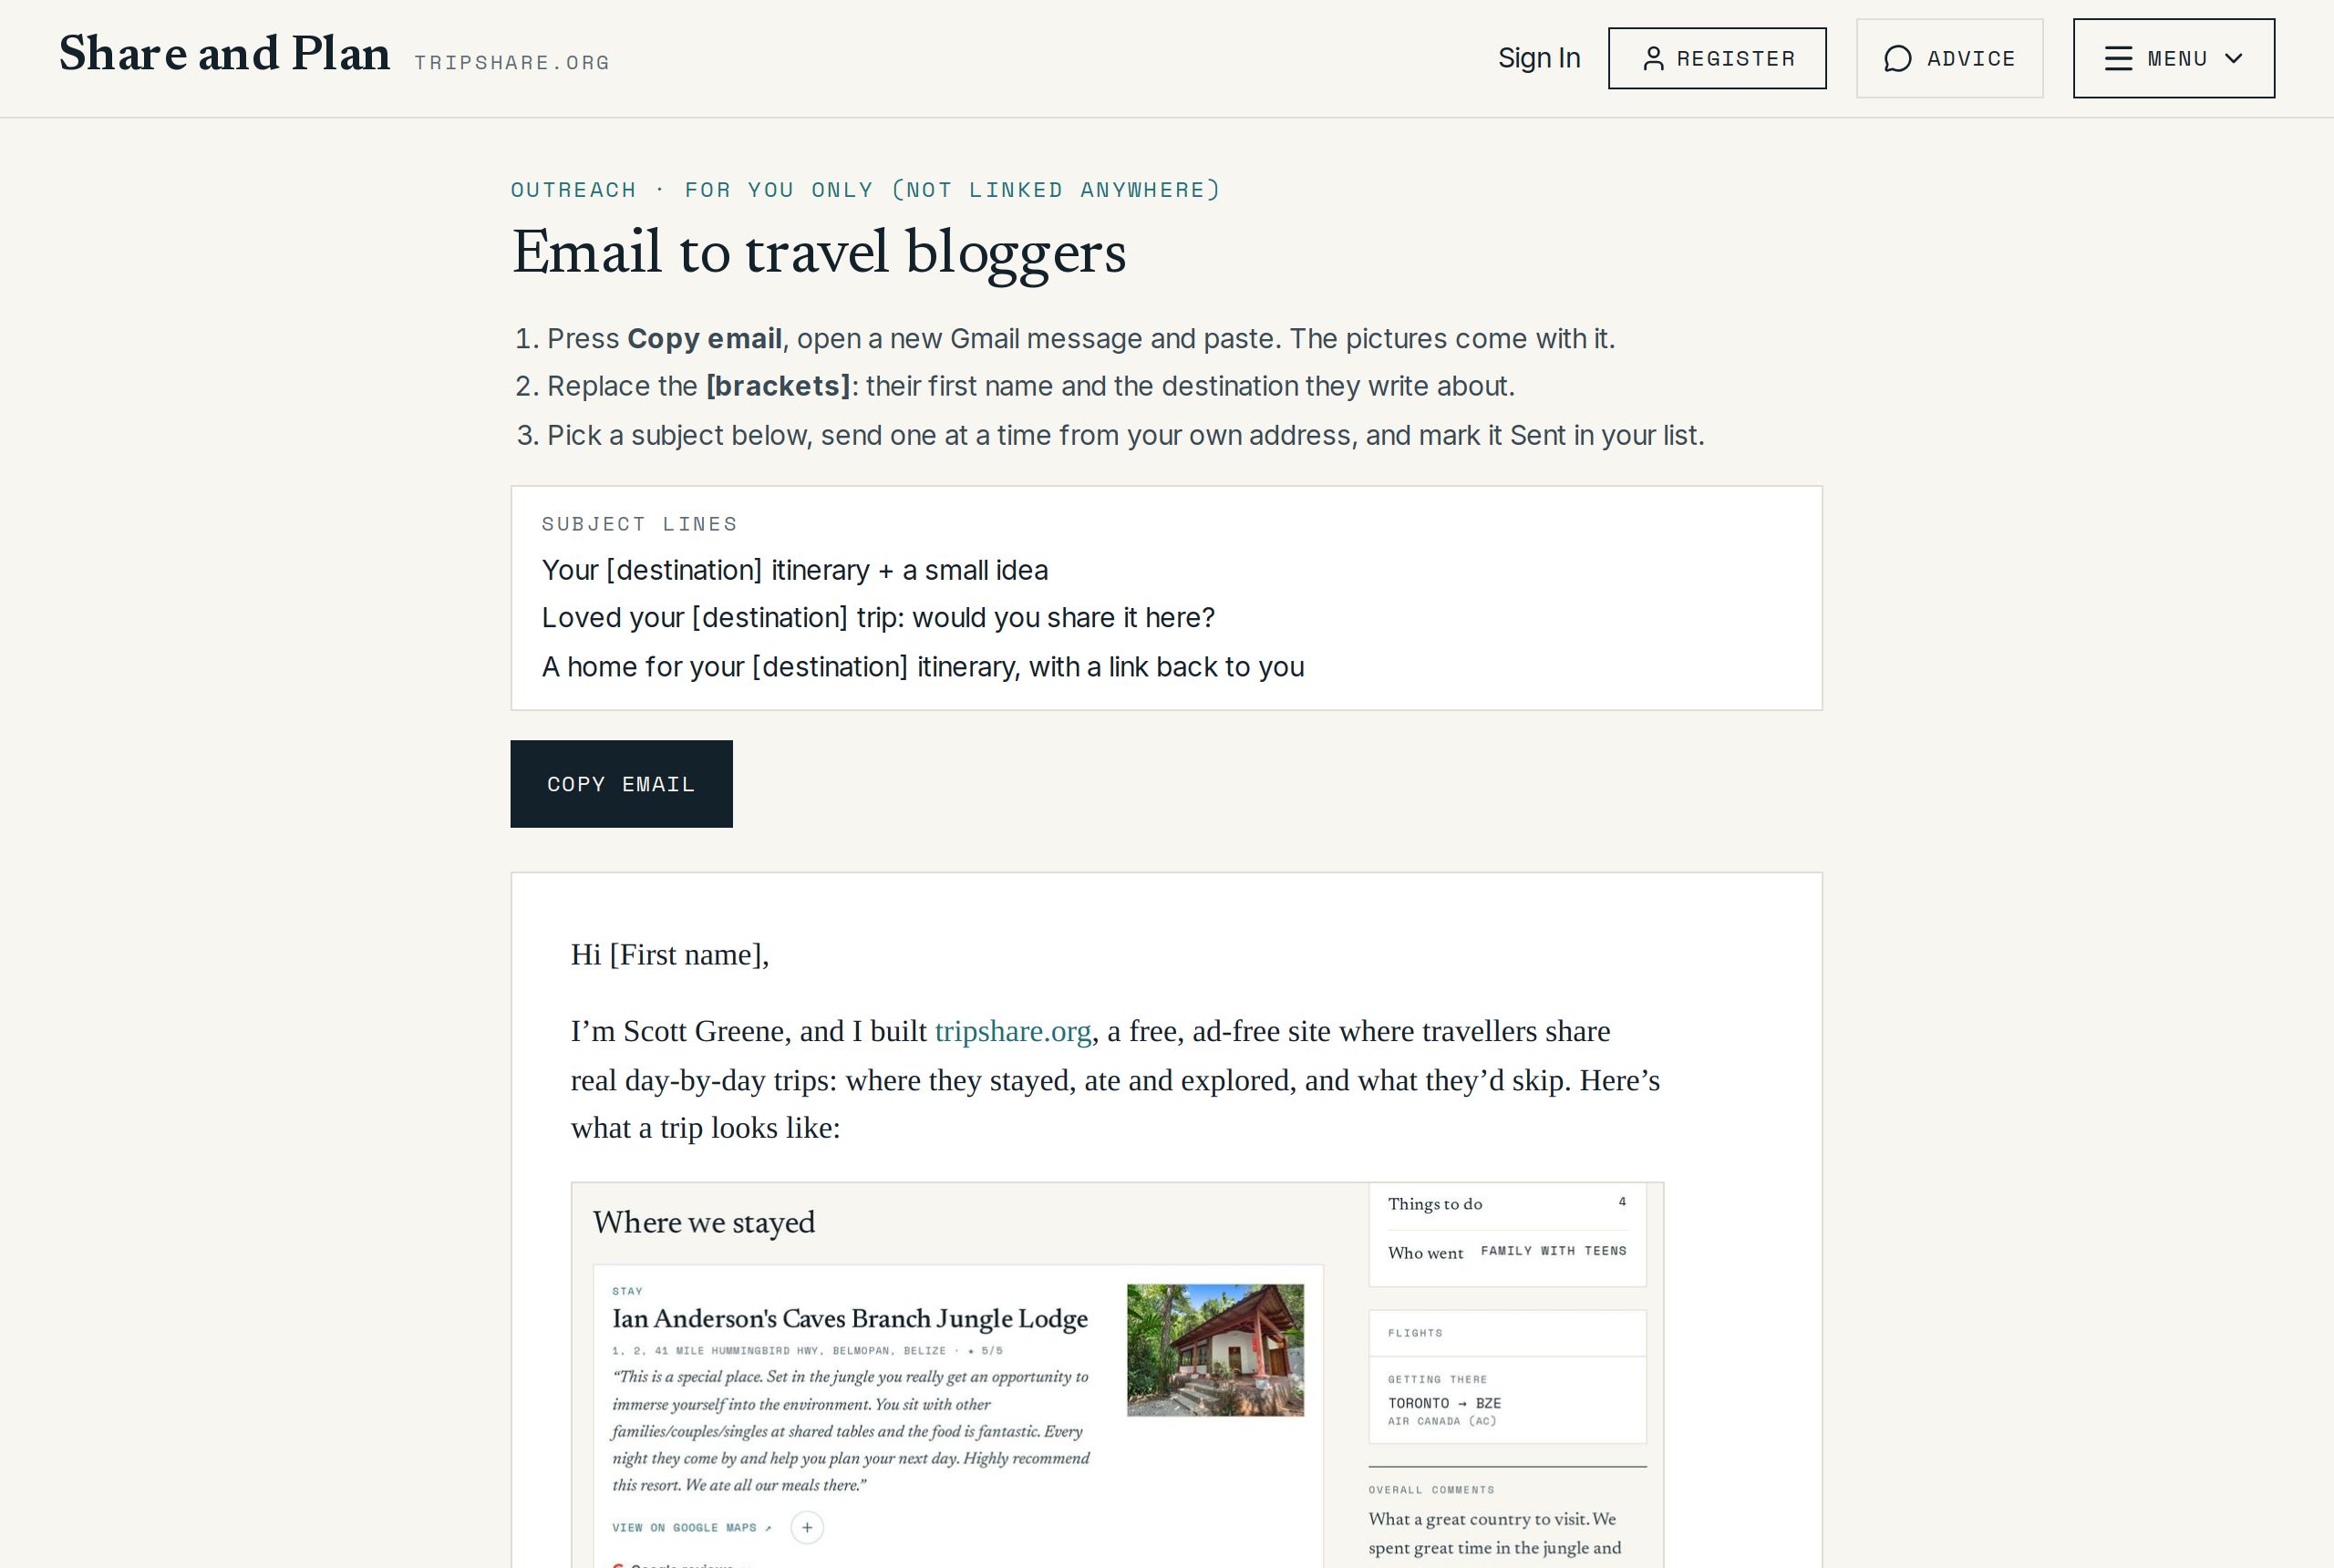 Share and Plan TRIPSHARE.ORG
Sign In REGISTER ADVICE MENU
OUTREACH · FOR YOU ONLY (NOT LINKED ANYWHERE)
Email to travel bloggers
1. Press Copy email, open a new Gmail message and paste. The pictures come with it.
2. Replace the [brackets]: their first name and the destination they write about.
3. Pick a subject below, send one at a time from your own address, and mark it Sent in your list.
SUBJECT LINES
Your [destination] itinerary + a small idea
Loved your [destination] trip: would you share it here?
A home for your [destination] itinerary, with a link back to you
COPY EMAIL
Hi [First name],
I’m Scott Greene, and I built tripshare.org, a free, ad-free site where travellers share
real day-by-day trips: where they stayed, ate and explored, and what they’d skip. Here’s
what a trip looks like:
Where we stayed
STAY
Ian Anderson's Caves Branch Jungle Lodge
1, 2, 41 MILE HUMMINGBIRD HWY, BELMOPAN, BELIZE · ★ 5/5
“This is a special place. Set in the jungle you really get an opportunity to
immerse yourself into the environment. You sit with other
families/couples/singles at shared tables and the food is fantastic. Every
night they come by and help you plan your next day. Highly recommend
this resort. We ate all our meals there.”
VIEW ON GOOGLE MAPS ↗ +
Things to do 4
Who went FAMILY WITH TEENS
FLIGHTS
GETTING THERE
TORONTO → BZE
AIR CANADA (AC)
OVERALL COMMENTS
What a great country to visit. We
spent great time in the jungle and